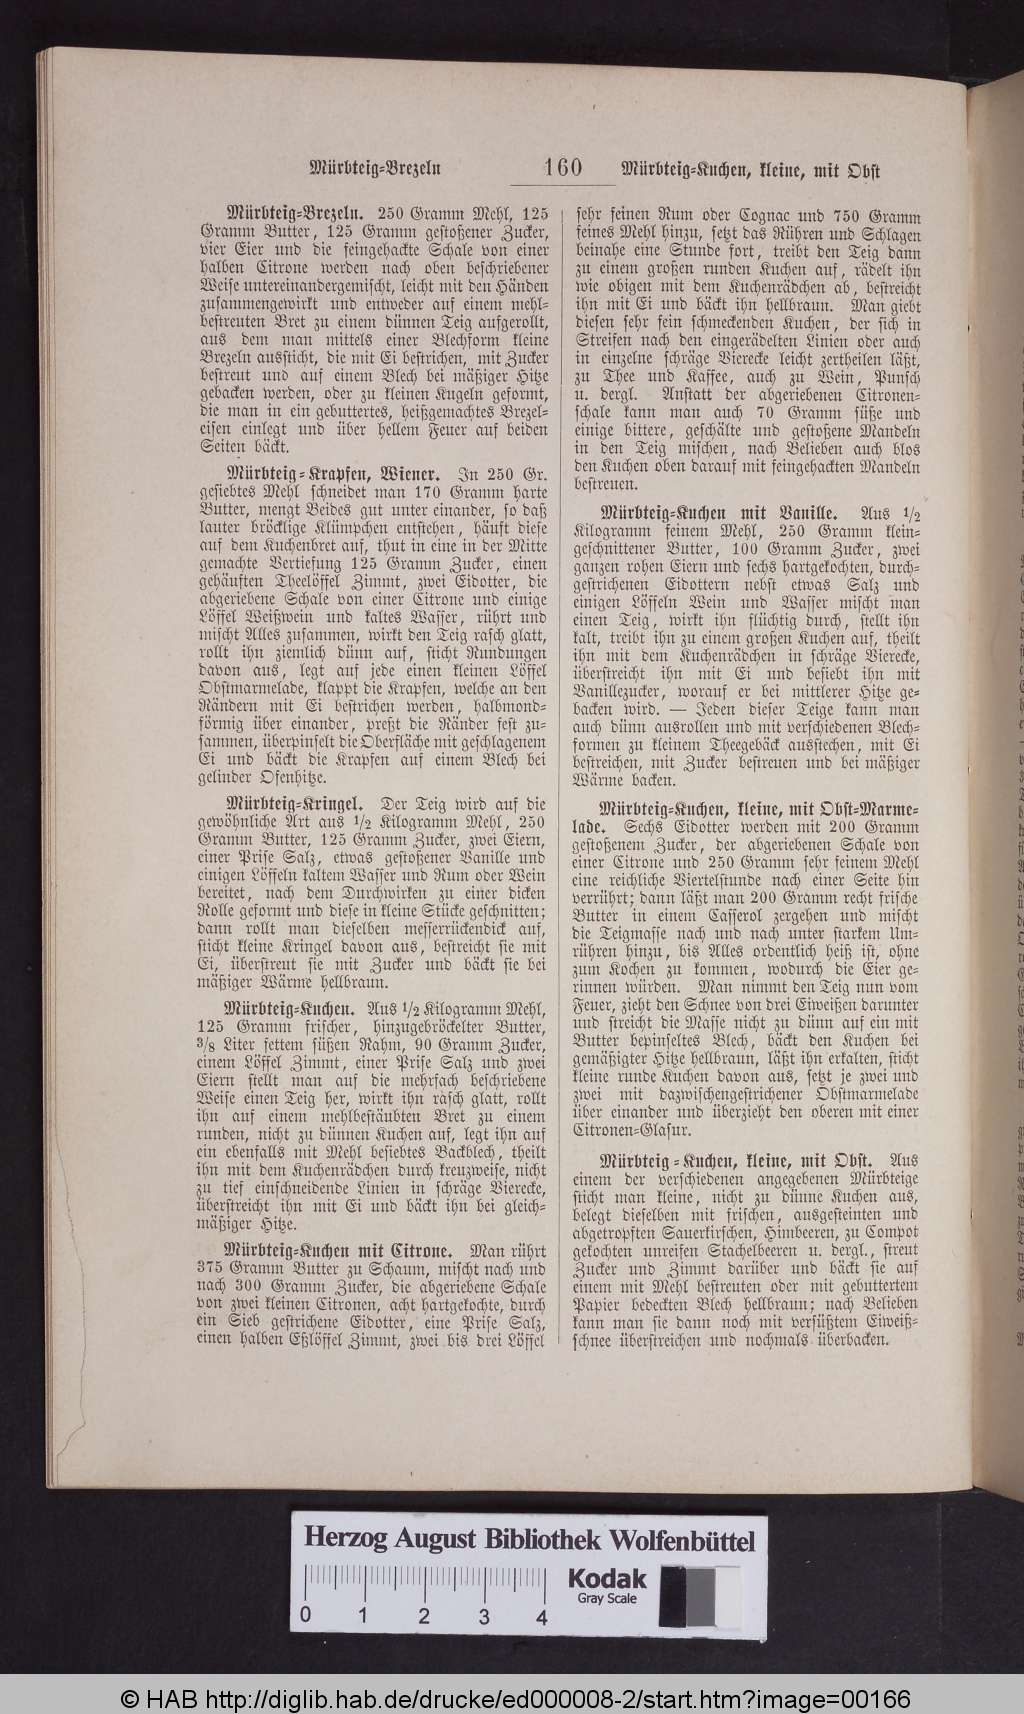 Mürbteig-Brezeln 160 Mürbteig-Kuchen, kleine, mit Obst
Mürbteig-Brezeln. 250 Gramm Mehl, 125
Gramm Butter, 125 Gramm gestoßener Zucker,
vier Eier und die feingehackte Schale von einer
halben Citrone werden nach oben beschriebener
Weise untereinandergemischt, leicht mit den Händen
zusammengewirkt und entweder auf einem mehl-
bestreuten Bret zu einem dünnen Teig aufgerollt,
aus dem man mittels einer Blechform kleine
Brezeln aussticht, die mit Ei bestrichen, mit Zucker
bestreut und auf einem Blech bei mäßiger Hitze
gebacken werden, oder zu kleinen Kugeln geformt,
die man in ein gebuttertes, heißgemachtes Brezel-
eisen einlegt und über hellem Feuer auf beiden
Seiten bäckt.
Mürbteig-Krapfen, Wiener. In 250 Gr.
gesiebtes Mehl schneidet man 170 Gramm harte
Butter, mengt Beides gut unter einander, so daß
lauter bröcklige Klümpchen entstehen, häuft diese
auf dem Kuchenbret auf, thut in eine in der Mitte
gemachte Vertiefung 125 Gramm Zucker, einen
gehäuften Theelöffel Zimmt, zwei Eidotter, die
abgeriebene Schale von einer Citrone und einige
Löffel Weißwein und kaltes Wasser, rührt und
mischt Alles zusammen, wirkt den Teig rasch glatt,
rollt ihn ziemlich dünn auf, sticht Rundungen
davon aus, legt auf jede einen kleinen Löffel
Obstmarmelade, klappt die Krapfen, welche an den
Rändern mit Ei bestrichen werden, halbmond-
förmig über einander, preßt die Ränder fest zu-
sammen, überpinselt die Oberfläche mit geschlagenem
Ei und bäckt die Krapfen auf einem Blech bei
gelinder Ofenhitze.
Mürbteig-Kringel. Der Teig wird auf die
gewöhnliche Art aus 1/2 Kilogramm Mehl, 250
Gramm Butter, 125 Gramm Zucker, zwei Eiern,
einer Prise Salz, etwas gestoßener Vanille und
einigen Löffeln kaltem Wasser und Rum oder Wein
bereitet, nach dem Durchwirken zu einer dicken
Rolle geformt und diese in kleine Stücke geschnitten;
dann rollt man dieselben messerrückendick auf,
sticht kleine Kringel davon aus, bestreicht sie mit
Ei, überstreut sie mit Zucker und bäckt sie bei
mäßiger Wärme hellbraun.
Mürbteig-Kuchen. Aus 1/2 Kilogramm Mehl,
125 Gramm frischer, hinzugebröckelter Butter,
3/8 Liter fettem süßen Rahm, 90 Gramm Zucker,
einem Löffel Zimmt, einer Prise Salz und zwei
Eiern stellt man auf die mehrfach beschriebene
Weise einen Teig her, wirkt ihn rasch glatt, rollt
ihn auf einem mehlbestäubten Bret zu einem
runden, nicht zu dünnen Kuchen auf, legt ihn auf
ein ebenfalls mit Mehl besiebtes Backblech, theilt
ihn mit dem Kuchenrädchen durch kreuzweise, nicht
zu tief einschneidende Linien in schräge Vierecke,
überstreicht ihn mit Ei und bäckt ihn bei gleich-
mäßiger Hitze.
Mürbteig-Kuchen mit Citrone. Man rührt
375 Gramm Butter zu Schaum, mischt nach und
nach 300 Gramm Zucker, die abgeriebene Schale
von zwei kleinen Citronen, acht hartgekochte, durch
ein Sieb gestrichene Eidotter, eine Prise Salz,
einen halben Eßlöffel Zimmt, zwei bis drei Löffel
sehr feinen Rum oder Cognac und 750 Gramm
feines Mehl hinzu, setzt das Rühren und Schlagen
beinahe eine Stunde fort, treibt den Teig dann
zu einem großen runden Kuchen auf, rädelt ihn
wie obigen mit dem Kuchenrädchen ab, bestreicht
ihn mit Ei und bäckt ihn hellbraun. Man giebt
diesen sehr fein schmeckenden Kuchen, der sich in
Streifen nach den eingerädelten Linien oder auch
in einzelne schräge Vierecke leicht zertheilen läßt,
zu Thee und Kaffee, auch zu Wein, Punsch
u. dergl. Anstatt der abgeriebenen Citronen-
schale kann man auch 70 Gramm süße und
einige bittere, geschälte und gestoßene Mandeln
in den Teig mischen, nach Belieben auch blos
den Kuchen oben darauf mit feingehackten Mandeln
bestreuen.
Mürbteig-Kuchen mit Vanille. Aus 1/2
Kilogramm feinem Mehl, 250 Gramm klein-
geschnittener Butter, 100 Gramm Zucker, zwei
ganzen rohen Eiern und sechs hartgekochten, durch-
gestrichenen Eidottern nebst etwas Salz und
einigen Löffeln Wein und Wasser mischt man
einen Teig, wirkt ihn flüchtig durch, stellt ihn
kalt, treibt ihn zu einem großen Kuchen auf, theilt
ihn mit dem Kuchenrädchen in schräge Vierecke,
überstreicht ihn mit Ei und besiebt ihn mit
Vanillezucker, worauf er bei mittlerer Hitze ge-
backen wird. — Jeden dieser Teige kann man
auch dünn ausrollen und mit verschiedenen Blech-
formen zu kleinem Theegebäck ausstechen, mit Ei
bestreichen, mit Zucker bestreuen und bei mäßiger
Wärme backen.
Mürbteig-Kuchen, kleine, mit Obst-Marme-
lade. Sechs Eidotter werden mit 200 Gramm
gestoßenem Zucker, der abgeriebenen Schale von
einer Citrone und 250 Gramm sehr feinem Mehl
eine reichliche Viertelstunde nach einer Seite hin
verrührt; dann läßt man 200 Gramm recht frische
Butter in einem Casserol zergehen und mischt
die Teigmasse nach und nach unter starkem Um-
rühren hinzu, bis Alles ordentlich heiß ist, ohne
zum Kochen zu kommen, wodurch die Eier ge-
rinnen würden. Man nimmt den Teig nun vom
Feuer, zieht den Schnee von drei Eiweißen darunter
und streicht die Masse nicht zu dünn auf ein mit
Butter bepinseltes Blech, bäckt den Kuchen bei
gemäßigter Hitze hellbraun, läßt ihn erkalten, sticht
kleine runde Kuchen davon aus, setzt je zwei und
zwei mit dazwischengestrichener Obstmarmelade
über einander und überzieht den oberen mit einer
Citronen-Glasur.
Mürbteig-Kuchen, kleine, mit Obst. Aus
einem der verschiedenen angegebenen Mürbteige
sticht man kleine, nicht zu dünne Kuchen aus,
belegt dieselben mit frischen, ausgesteinten und
abgetropften Sauerkirschen, Himbeeren, zu Compot
gekochten unreifen Stachelbeeren u. dergl., streut
Zucker und Zimmt darüber und bäckt sie auf
einem mit Mehl bestreuten oder mit gebuttertem
Papier bedeckten Blech hellbraun; nach Belieben
kann man sie dann noch mit versüßtem Eiweiß-
schnee überstreichen und nochmals überbacken.
Herzog August Bibliothek Wolfenbüttel
0 1 2 3 4
Kodak
Gray Scale
© HAB http://diglib.hab.de/drucke/ed000008-2/start.htm?image=00166